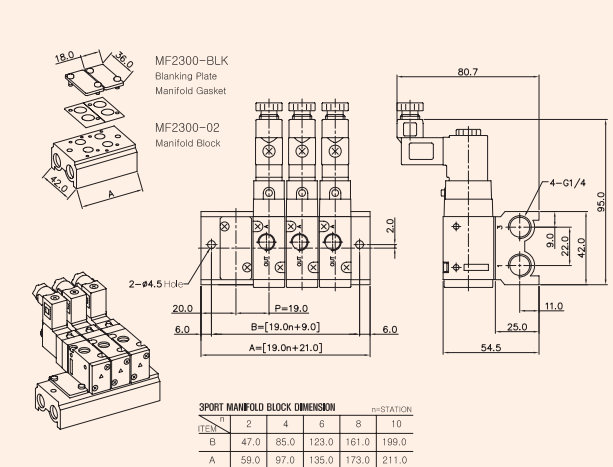 18.0
36.0
MF2300-BLK
Blanking Plate
Manifold Gasket
MF2300-02
Manifold Block
42.0
A
80.7
4-G1/4
95.0
2.0
9.0
22.0
42.0
3
1
A
A
A
OUT
OUT
OUT
2-ø4.5 Hole
20.0
P=19.0
11.0
6.0
B=[19.0n+9.0]
6.0
25.0
A=[19.0n+21.0]
54.5
3PORT MANIFOLD BLOCK DIMENSION
n=STATION
ITEM n 2 4 6 8 10
B 47.0 85.0 123.0 161.0 199.0
A 59.0 97.0 135.0 173.0 211.0